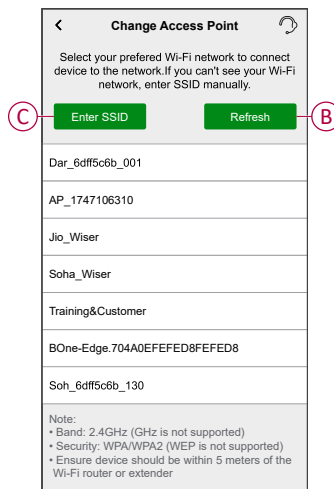 Change Access Point
Select your prefered Wi-Fi network to connect
device to the network.If you can't see your Wi-Fi
network, enter SSID manually.
C
Enter SSID
Refresh
B
Dar_6dff5c6b_001
AP_1747106310
Jio_Wiser
Soha_Wiser
Training&Customer
BOne-Edge.704A0EFEFED8FEFED8
Soh_6dff5c6b_130
Note:
• Band: 2.4GHz (GHz is not supported)
• Security: WPA/WPA2 (WEP is not supported)
• Ensure device should be within 5 meters of the
Wi-Fi router or extender